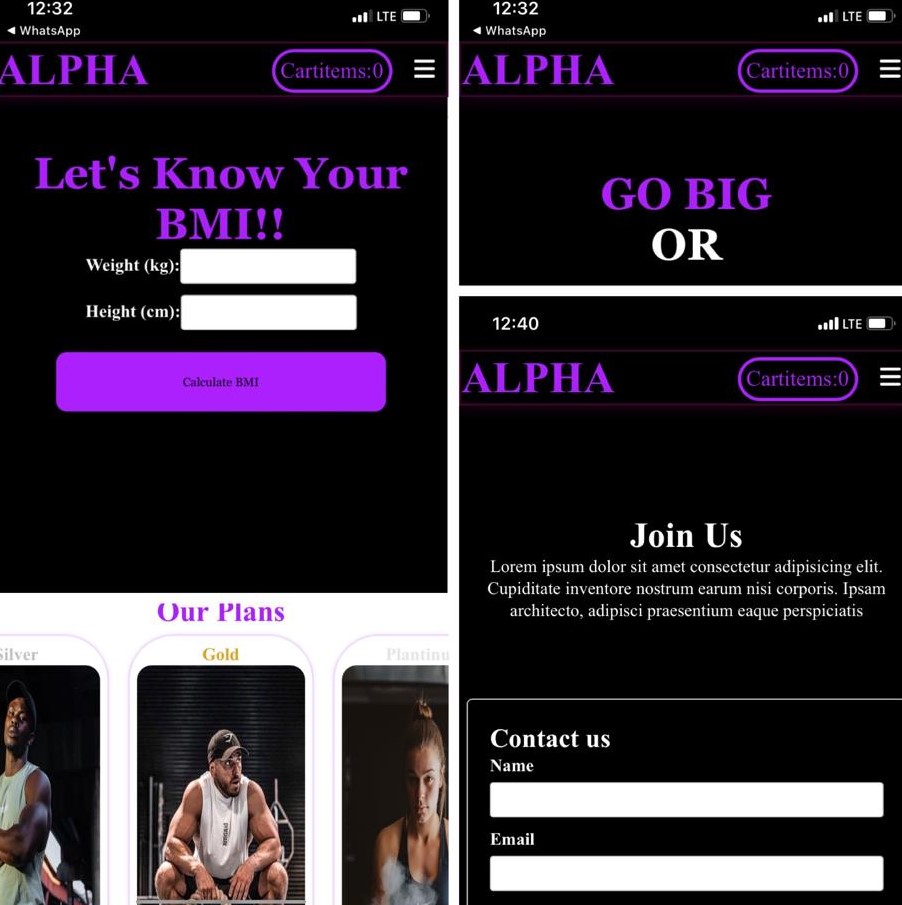 12:32
LTE
◄ WhatsApp
ALPHA
Cartitems:0
Let's Know Your
BMI!!
Weight (kg):
Height (cm):
Calculate BMI
Our Plans
Silver
Gold
Plantinu
12:32
LTE
◄ WhatsApp
ALPHA
Cartitems:0
GO BIG
OR
12:40
LTE
ALPHA
Cartitems:0
Join Us
Lorem ipsum dolor sit amet consectetur adipisicing elit.
Cupiditate inventore nostrum earum nisi corporis. Ipsam
architecto, adipisci praesentium eaque perspiciatis
Contact us
Name
Email